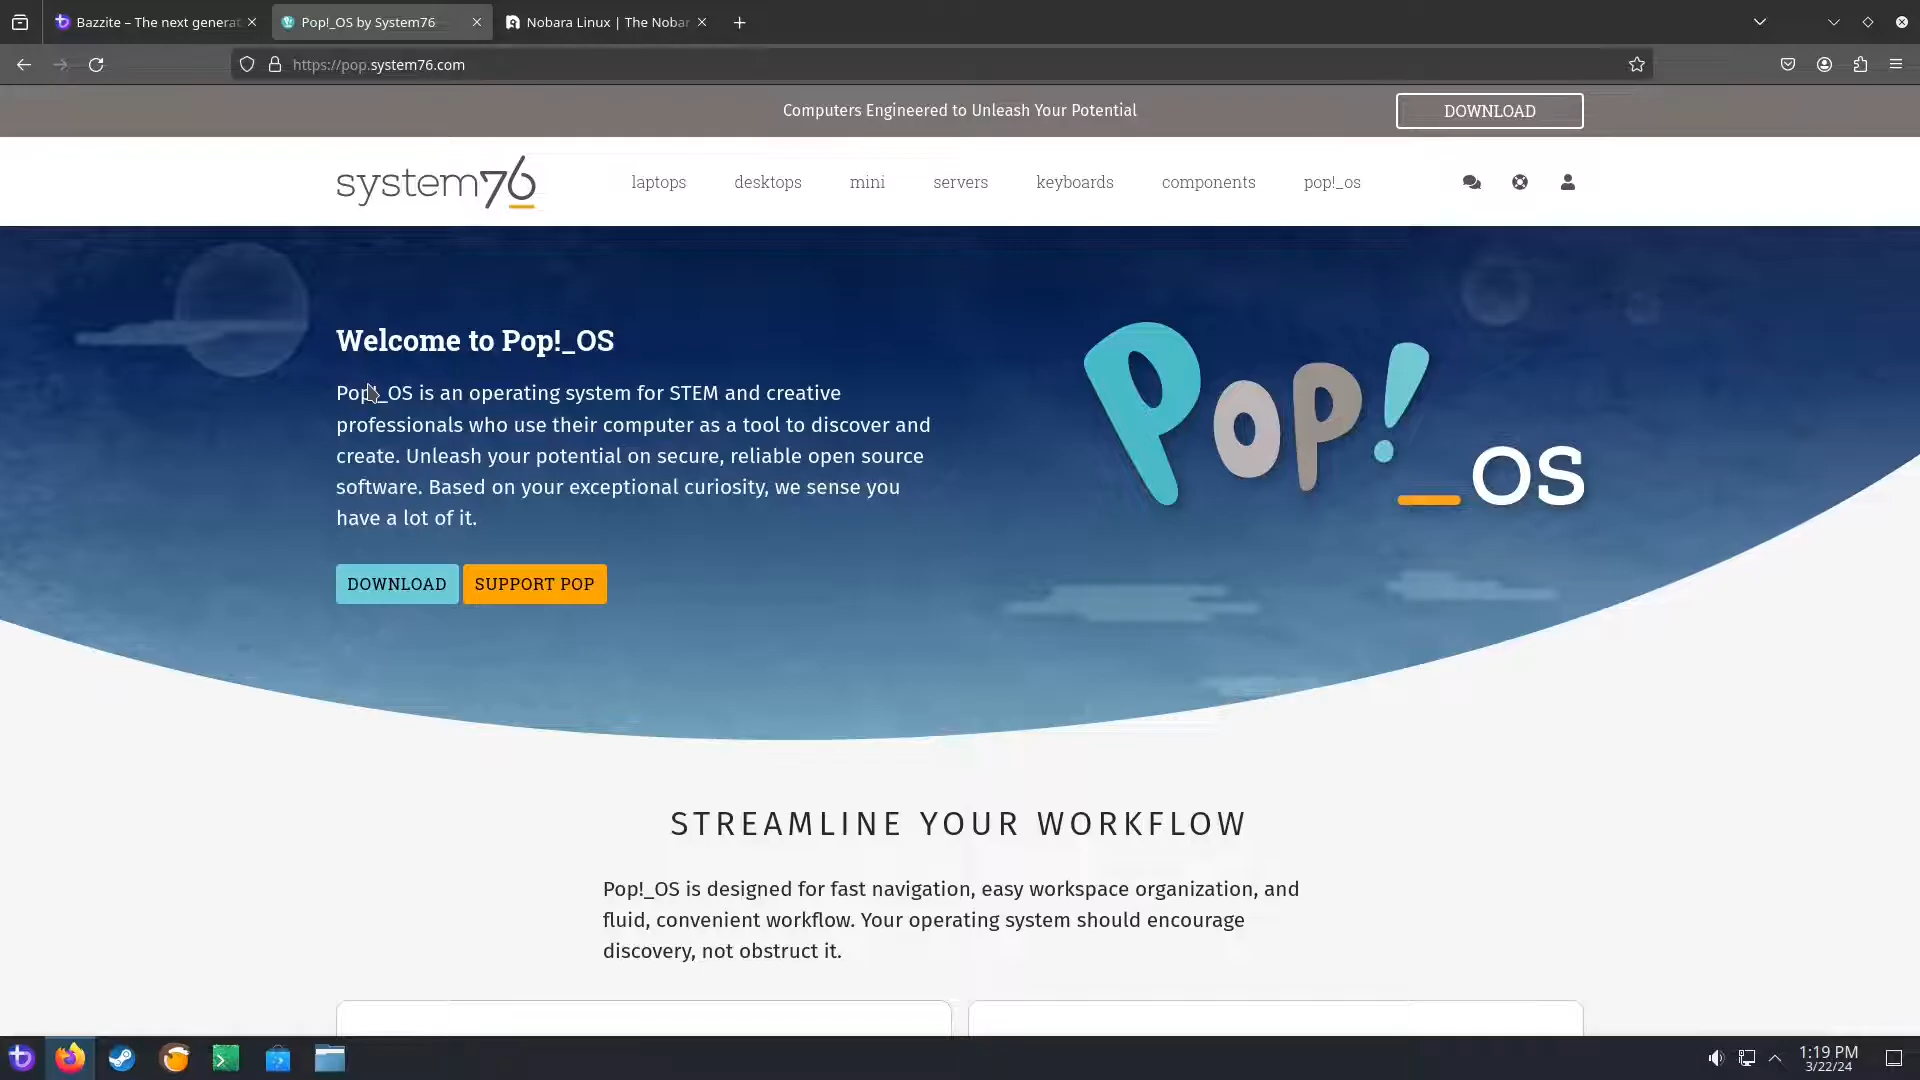 Bazzite – The next generat
Pop!_OS by System76
Nobara Linux | The Nobar
https://pop.system76.com
Computers Engineered to Unleash Your Potential
DOWNLOAD
system76
laptops
desktops
mini
servers
keyboards
components
pop!_os
Welcome to Pop!_OS
Pop!_OS is an operating system for STEM and creative
professionals who use their computer as a tool to discover and
create. Unleash your potential on secure, reliable open source
software. Based on your exceptional curiosity, we sense you
have a lot of it.
DOWNLOAD
SUPPORT POP
Pop!_OS
STREAMLINE YOUR WORKFLOW
Pop!_OS is designed for fast navigation, easy workspace organization, and
fluid, convenient workflow. Your operating system should encourage
discovery, not obstruct it.
1:19 PM
3/22/24